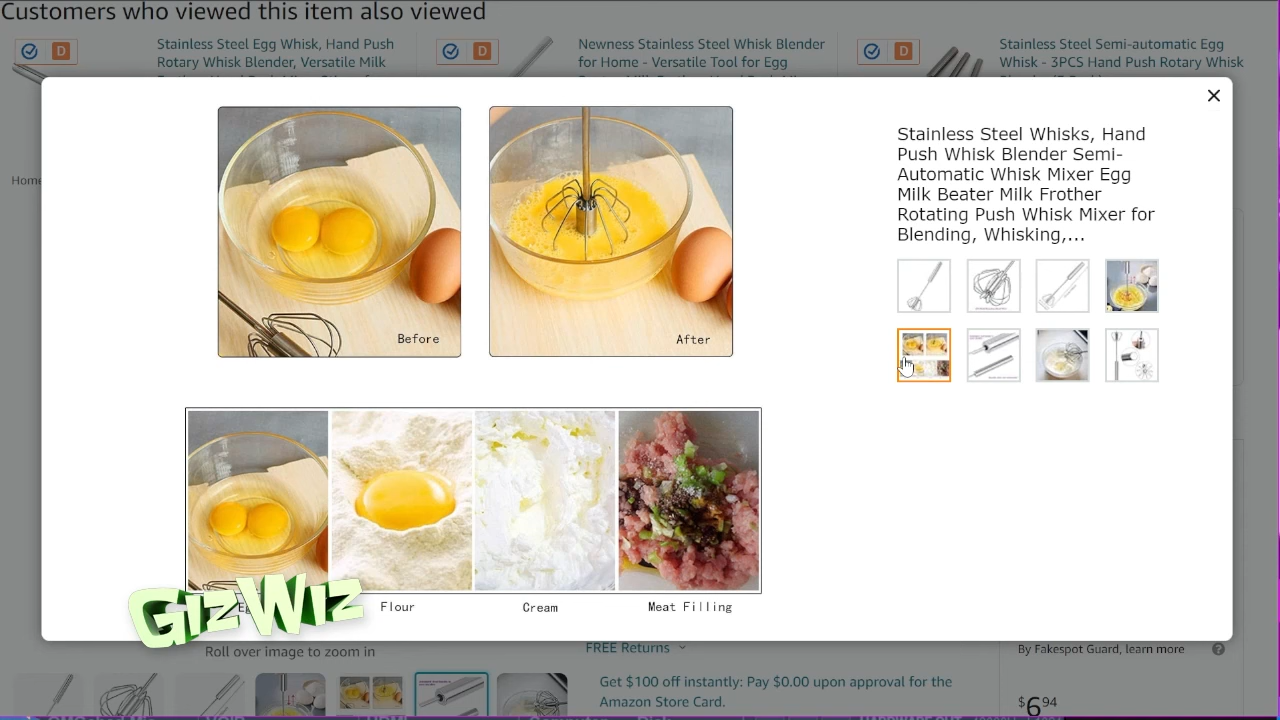 Customers who viewed this item also viewed
D
Stainless Steel Egg Whisk, Hand Push
Rotary Whisk Blender, Versatile Milk
D
Newness Stainless Steel Whisk Blender
for Home - Versatile Tool for Egg
D
Stainless Steel Semi-automatic Egg
Whisk - 3PCS Hand Push Rotary Whisk
Home
Before
After
Stainless Steel Whisks, Hand
Push Whisk Blender Semi-
Automatic Whisk Mixer Egg
Milk Beater Milk Frother
Rotating Push Whisk Mixer for
Blending, Whisking,...
Flour
Cream
Meat Filling
GizWiz
Roll over image to zoom in
FREE Returns
By Fakespot Guard, learn more
?
Get $100 off instantly: Pay $0.00 upon approval for the
Amazon Store Card.
$6.94